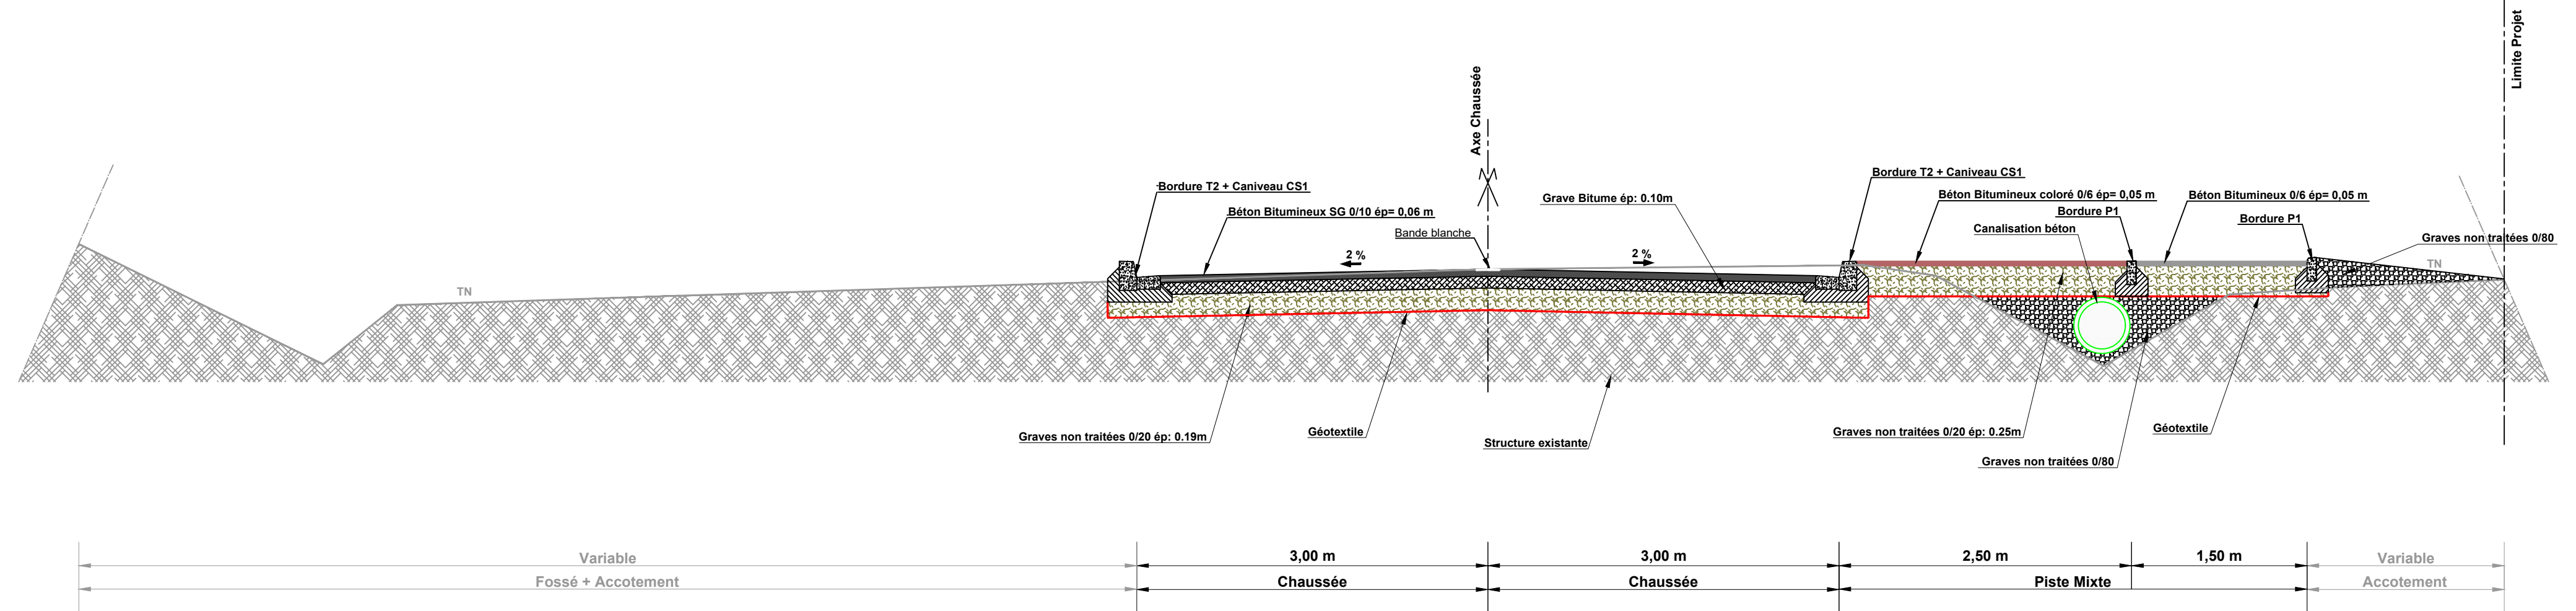 Limite Projet
Axe Chaussée
Bordure T2 + Caniveau CS1
Béton Bitumineux SG 0/10 ép= 0,06 m
Bande blanche
Grave Bitume ép: 0.10m
Bordure T2 + Caniveau CS1
Béton Bitumineux coloré 0/6 ép= 0,05 m
Bordure P1
Canalisation béton
Béton Bitumineux 0/6 ép= 0,05 m
Bordure P1
Graves non traitées 0/80
2 %
2 %
TN
TN
Graves non traitées 0/20 ép: 0.19m
Géotextile
Structure existante
Graves non traitées 0/20 ép: 0.25m
Géotextile
Graves non traitées 0/80
Variable
3,00 m
3,00 m
2,50 m
1,50 m
Variable
Fossé + Accotement
Chaussée
Chaussée
Piste Mixte
Accotement